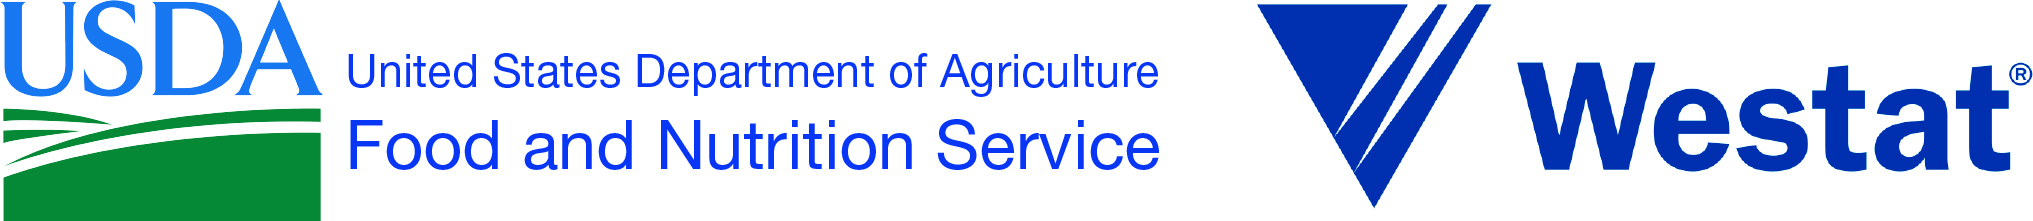 USDA
United States Department of Agriculture
Food and Nutrition Service
Westat®